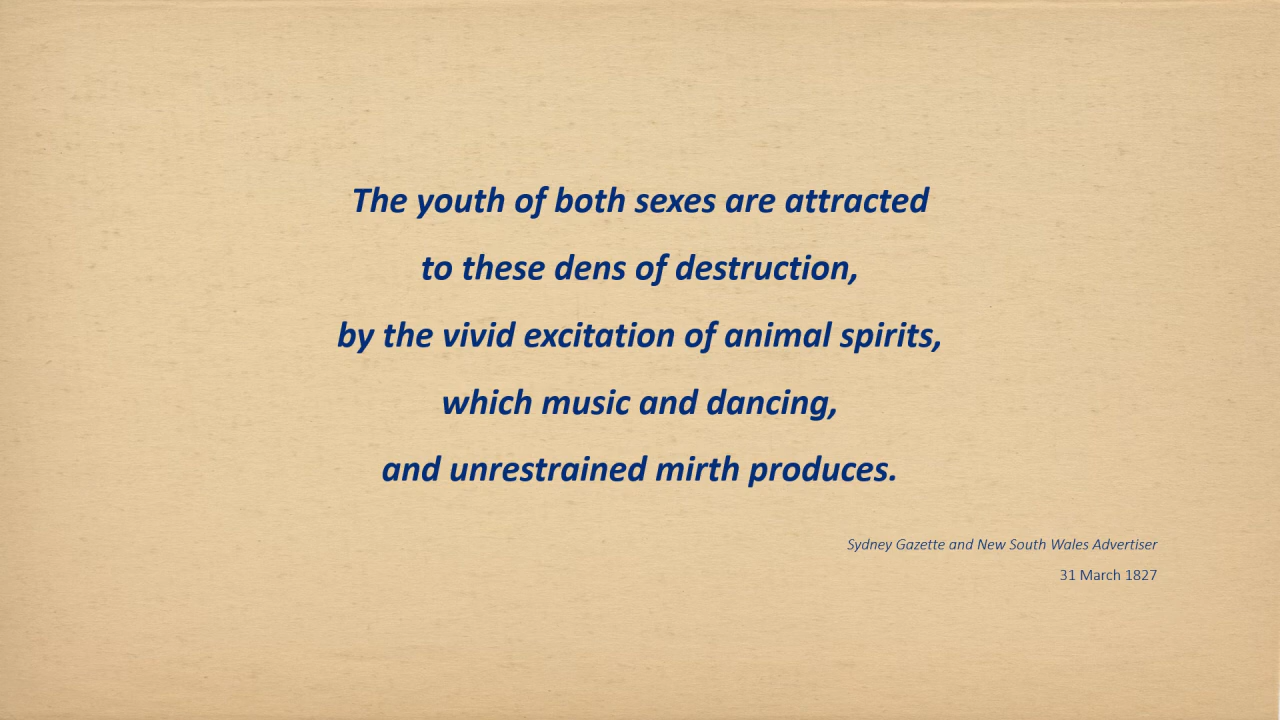 The youth of both sexes are attracted
to these dens of destruction,
by the vivid excitation of animal spirits,
which music and dancing,
and unrestrained mirth produces.
Sydney Gazette and New South Wales Advertiser
31 March 1827